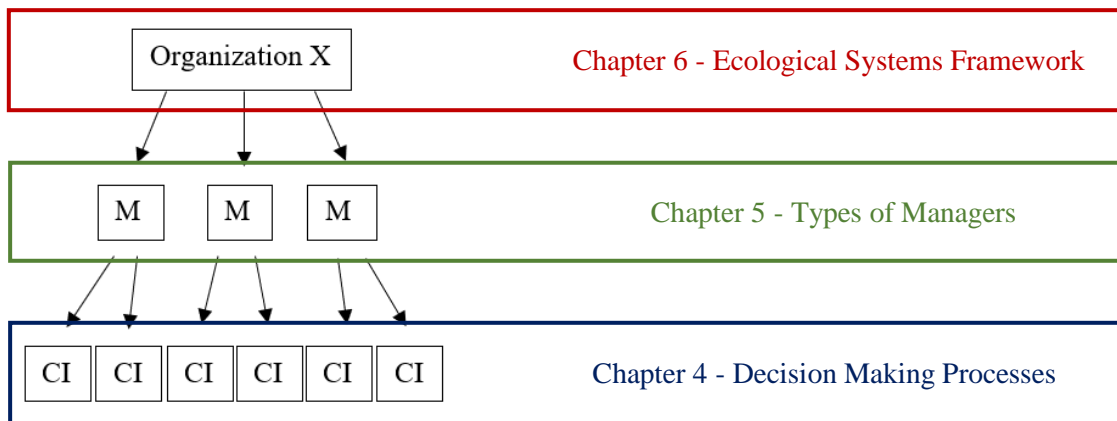 Organization X
Chapter 6 - Ecological Systems Framework
M M M
Chapter 5 - Types of Managers
CI CI CI CI CI CI
Chapter 4 - Decision Making Processes